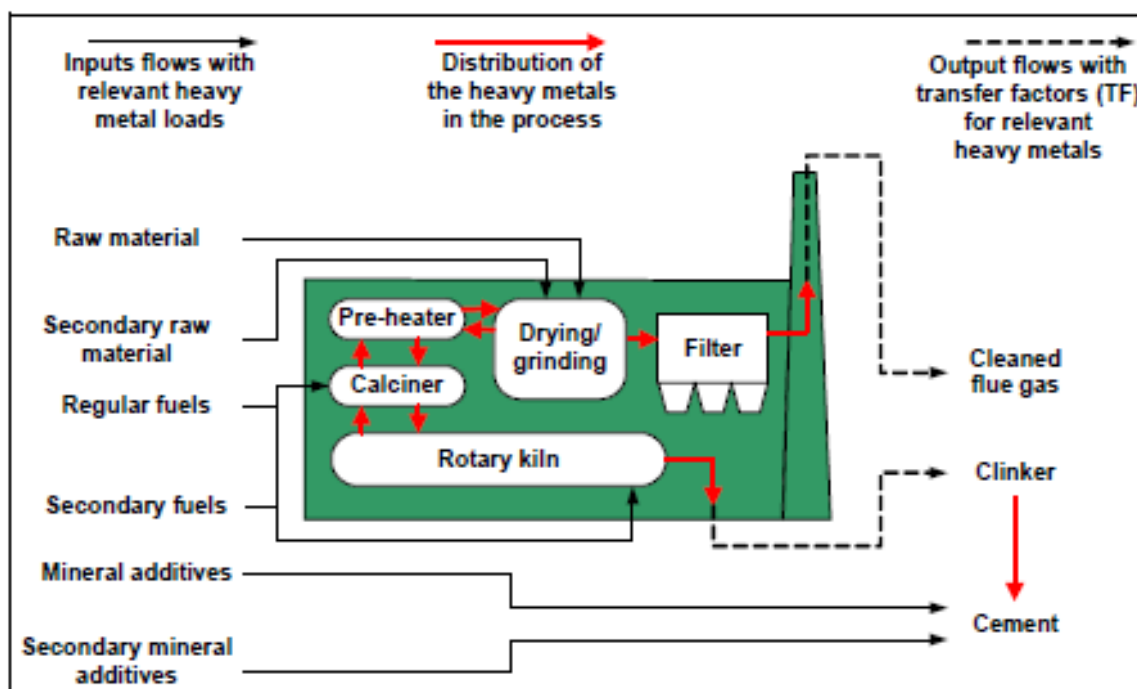 Inputs flows with
relevant heavy
metal loads
Distribution of
the heavy metals
in the process
Output flows with
transfer factors (TF)
for relevant
heavy metals
Raw material
Secondary raw
material
Regular fuels
Secondary fuels
Mineral additives
Secondary mineral
additives
Pre-heater
Calciner
Rotary kiln
Drying/
grinding
Filter
Cleaned
flue gas
Clinker
Cement